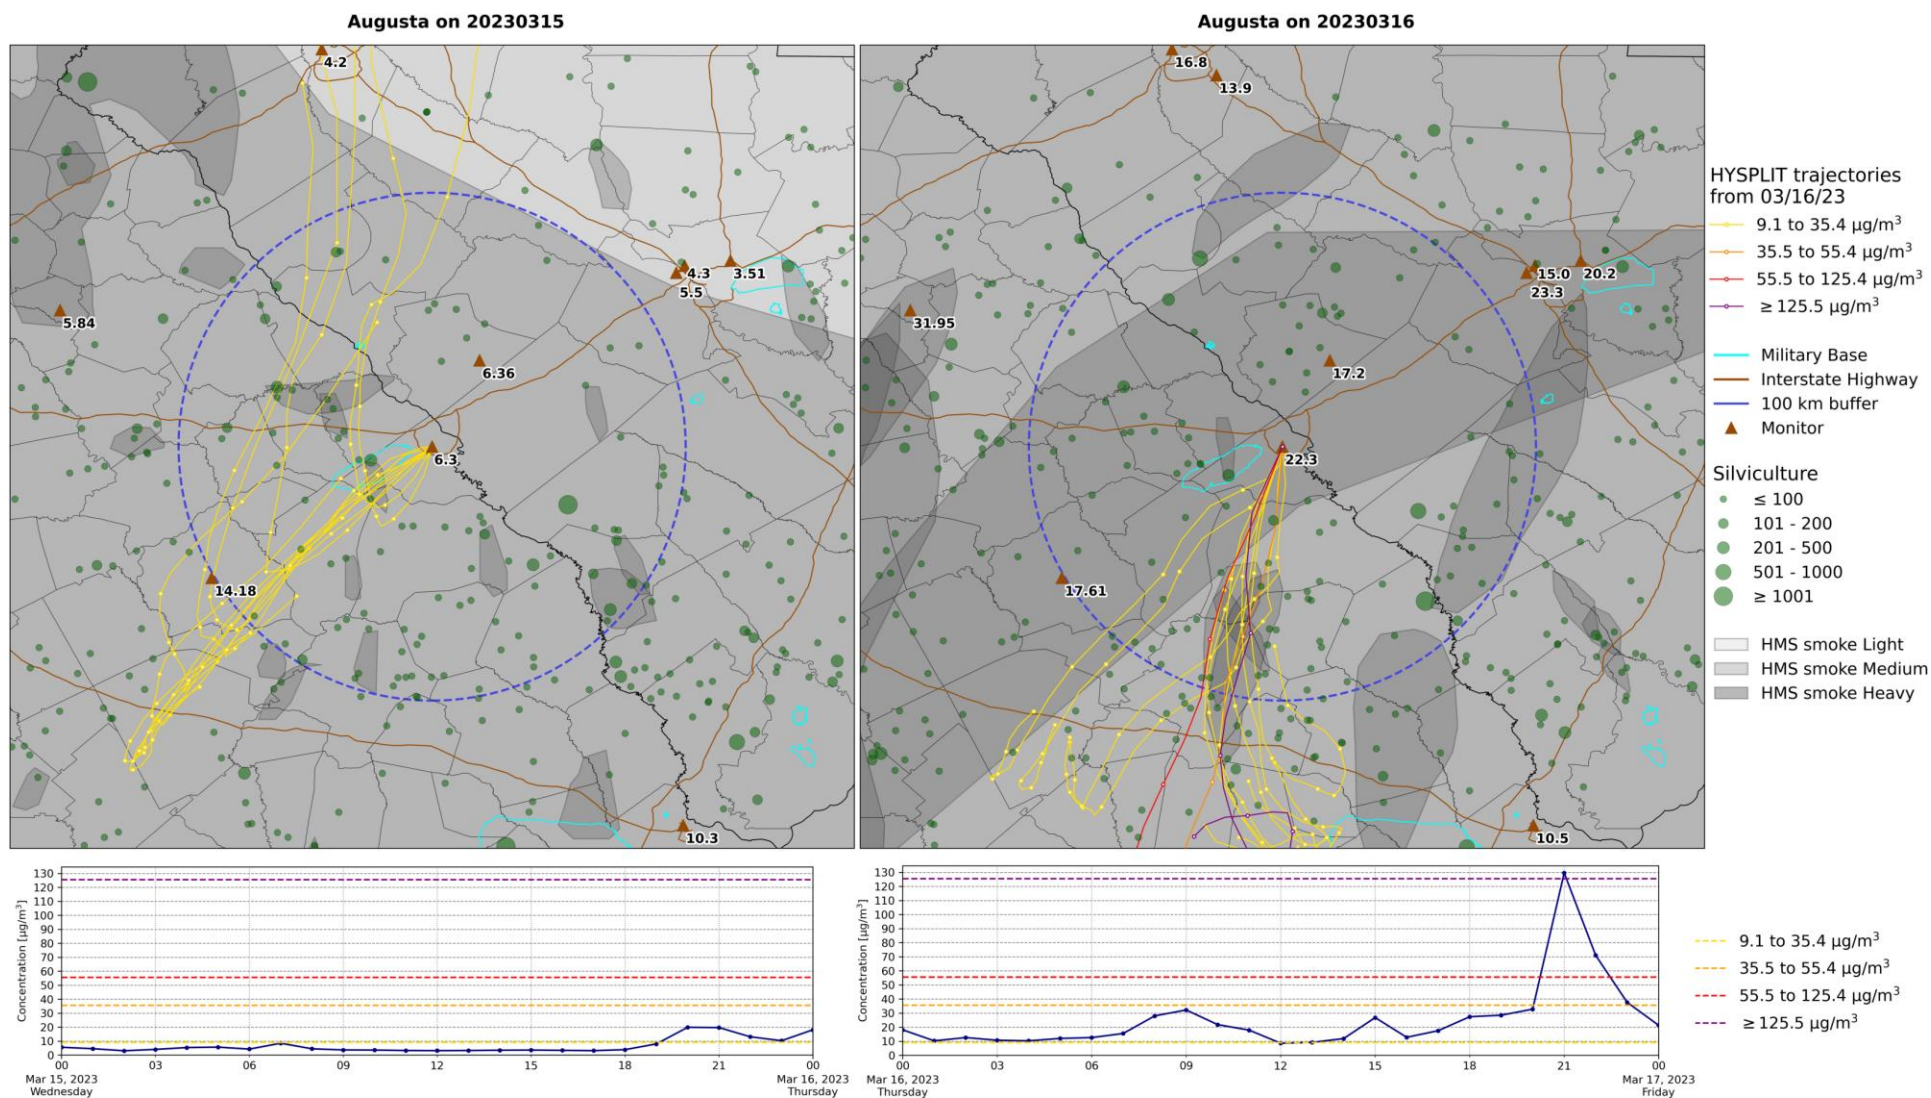 Augusta on 20230315
4.2
4.3
3.51
5.5
5.84
6.36
6.3
14.18
10.3
Augusta on 20230316
16.8
13.9
15.0
20.2
23.3
31.95
17.2
22.3
17.61
10.5
HYSPLIT trajectories
from 03/16/23
9.1 to 35.4 μg/m³
35.5 to 55.4 μg/m³
55.5 to 125.4 μg/m³
≥ 125.5 μg/m³
Military Base
Interstate Highway
100 km buffer
Monitor
Silviculture
≤ 100
101 - 200
201 - 500
501 - 1000
≥ 1001
HMS smoke Light
HMS smoke Medium
HMS smoke Heavy
Concentration [μg/m³]
130
120
110
100
90
80
70
60
50
40
30
20
10
0
00 03 06 09 12 15 18 21 00
Mar 15, 2023 Mar 16, 2023
Wednesday Thursday
Concentration [μg/m³]
130
120
110
100
90
80
70
60
50
40
30
20
10
0
00 03 06 09 12 15 18 21 00
Mar 16, 2023 Mar 17, 2023
Thursday Friday
9.1 to 35.4 μg/m³
35.5 to 55.4 μg/m³
55.5 to 125.4 μg/m³
≥ 125.5 μg/m³